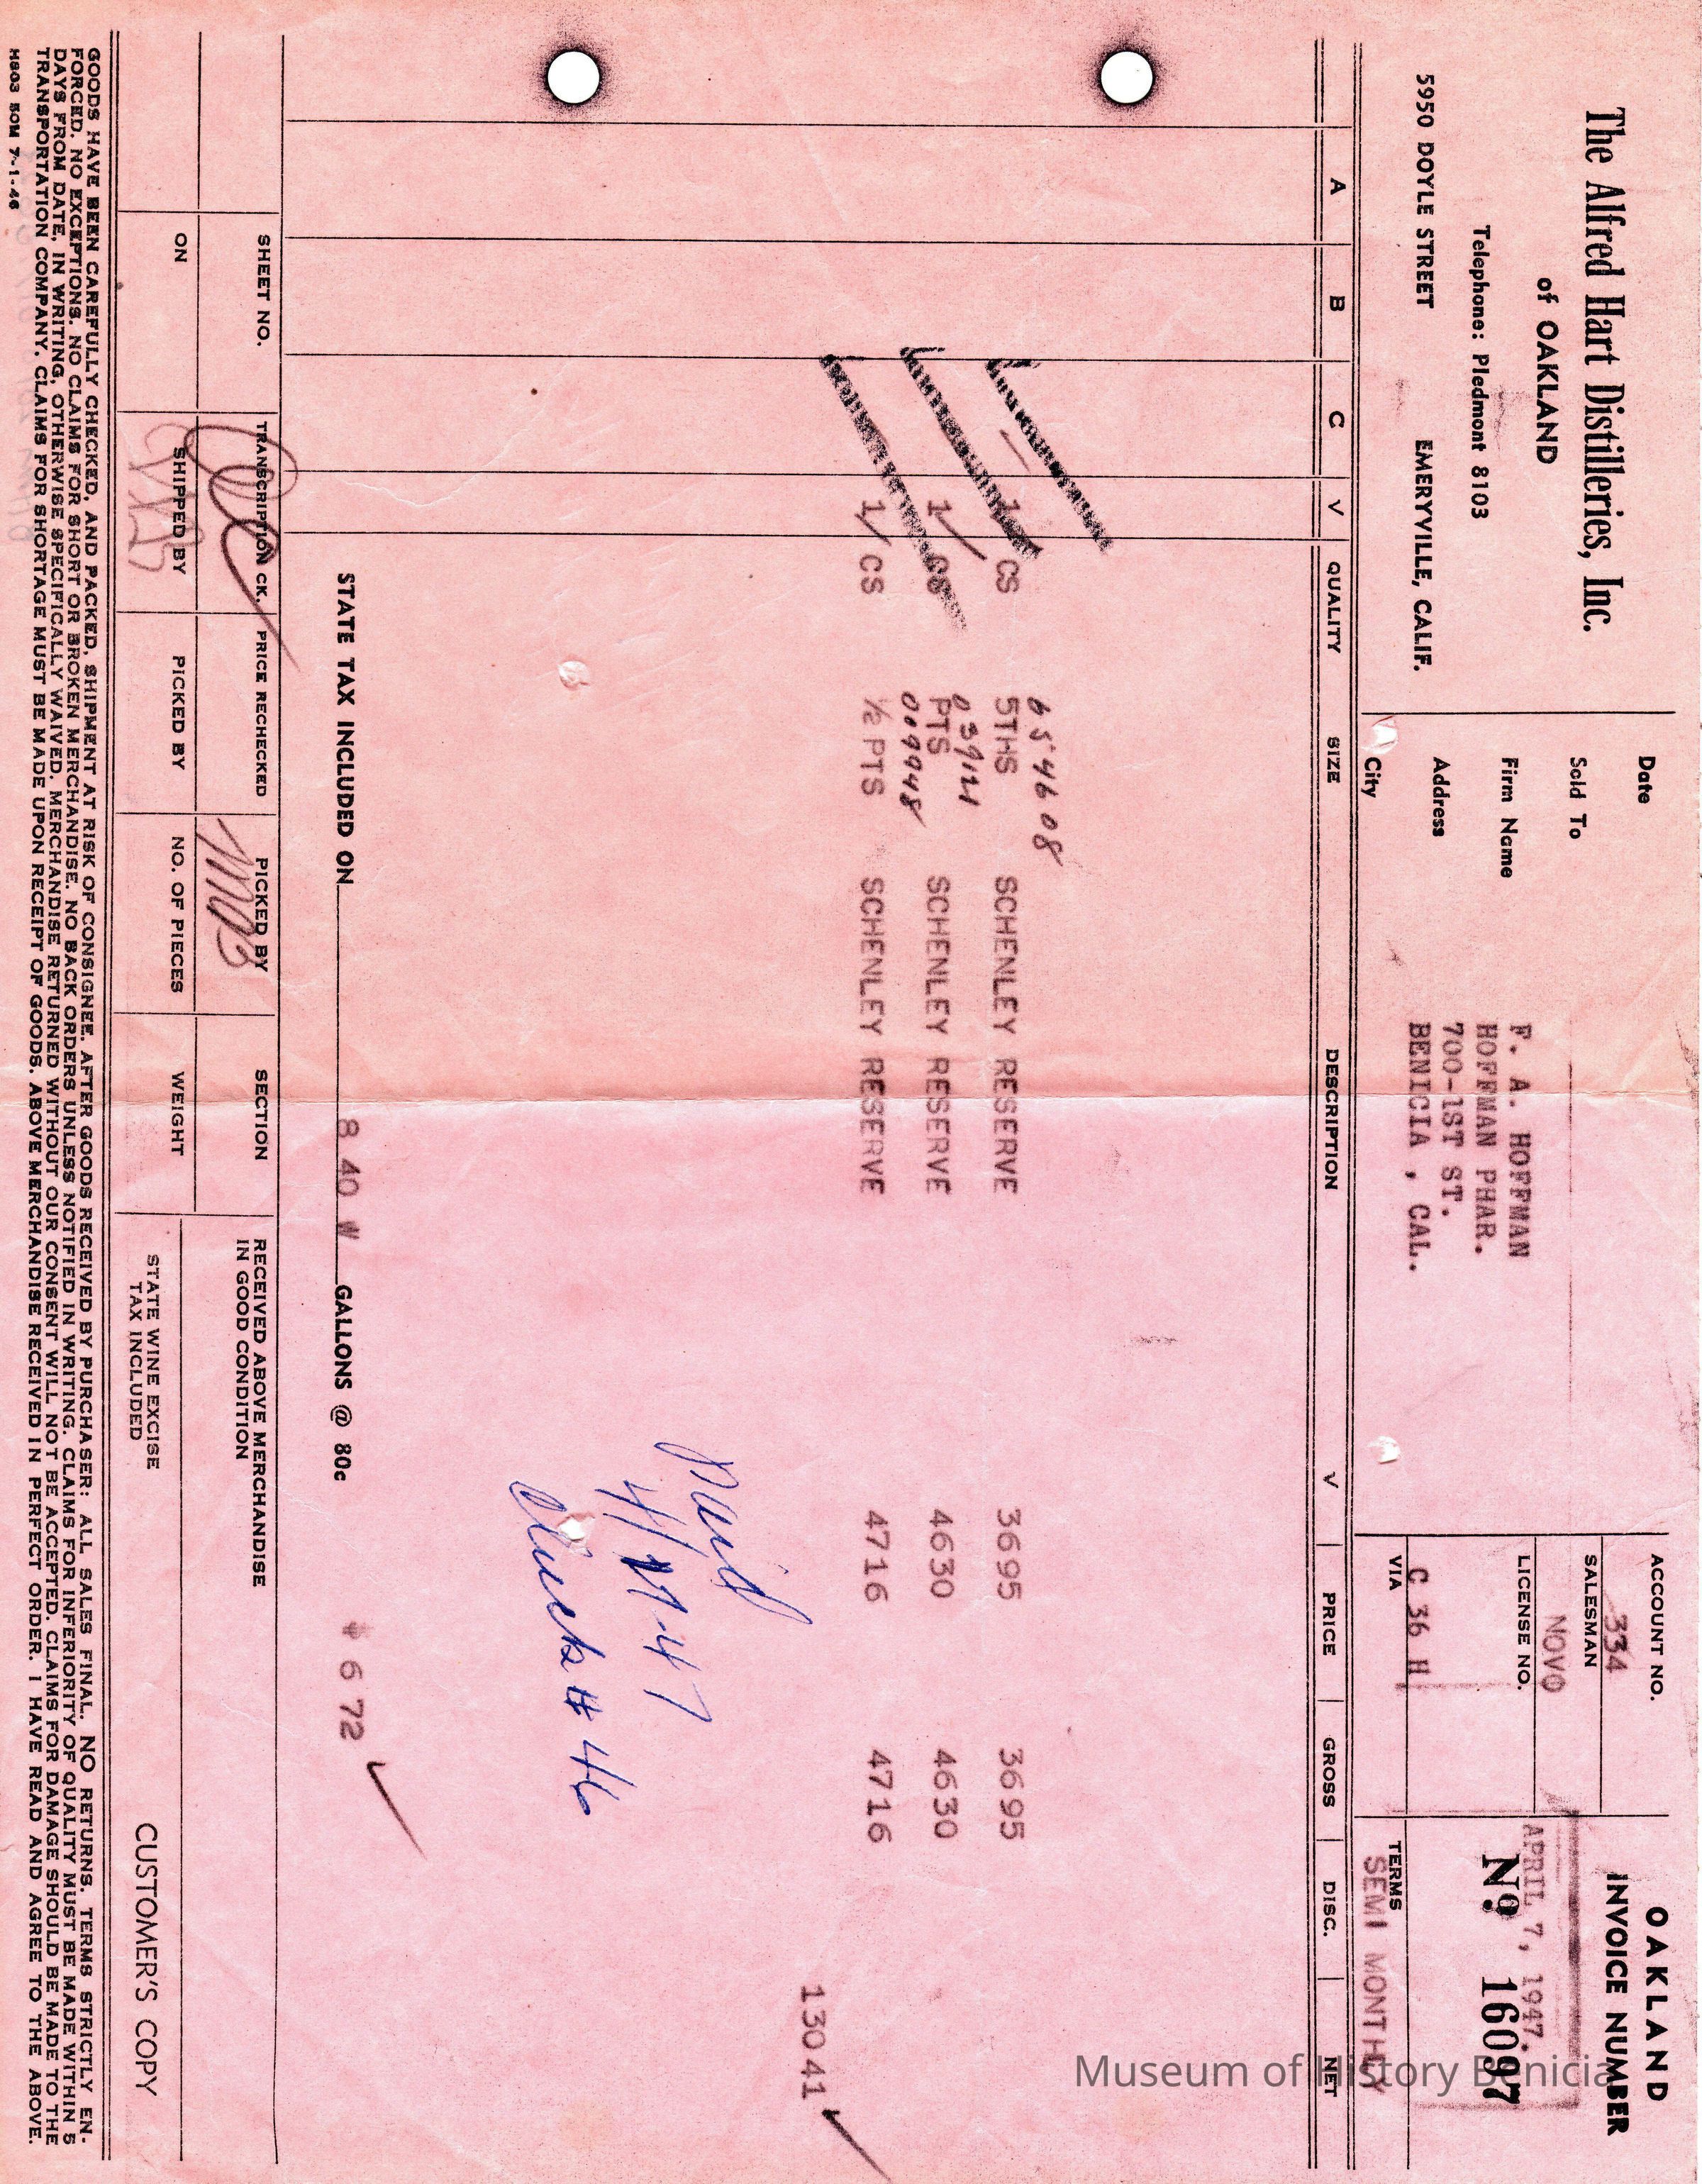 The Alfred Hart Distilleries, Inc.
of OAKLAND
Telephone: Piedmont 8103
5950 DOYLE STREET EMERYVILLE, CALIF.
Date
Sold To
Firm Name
Address
City
F. A. HOFFMAN
HOFFMAN PHAR.
700-1ST ST.
BENICIA , CAL.
ACCOUNT NO.
334
SALESMAN
NOVO
LICENSE NO.
C 36 H
VIA
OAKLAND
INVOICE NUMBER
APRIL 7, 1947.
No 16097
TERMS
SEMI MONTHLY
A B C V QUALITY SIZE DESCRIPTION V PRICE GROSS DISC. NET
654608
1 CS 5THS SCHENLEY RESERVE 3695 3695
039121
1 CS PTS SCHENLEY RESERVE 4630 4630
009948
1 CS ½ PTS SCHENLEY RESERVE 4716 4716
13041
Paid
4/17-47
Check # 46
STATE TAX INCLUDED ON 8 40 W GALLONS @ 80c 6 72
SHEET NO. TRANSCRIPTION CK. PRICE RECHECKED PICKED BY SECTION RECEIVED ABOVE MERCHANDISE
IN GOOD CONDITION
ON SHIPPED BY PICKED BY NO. OF PIECES WEIGHT STATE WINE EXCISE
TAX INCLUDED
CUSTOMER'S COPY
GOODS HAVE BEEN CAREFULLY CHECKED, AND PACKED, SHIPMENT AT RISK OF CONSIGNEE. AFTER GOODS RECEIVED BY PURCHASER: ALL SALES FINAL. NO RETURNS. TERMS STRICTLY EN-
FORCED. NO EXCEPTIONS. NO CLAIMS FOR SHORT OR BROKEN MERCHANDISE. NO BACK ORDERS UNLESS NOTIFIED IN WRITING. CLAIMS FOR INFERIORITY OF QUALITY MUST BE MADE WITHIN 5
DAYS FROM DATE, IN WRITING, OTHERWISE SPECIFICALLY WAIVED. MERCHANDISE RETURNED WITHOUT OUR CONSENT WILL NOT BE ACCEPTED. CLAIMS FOR DAMAGE SHOULD BE MADE TO THE
TRANSPORTATION COMPANY. CLAIMS FOR SHORTAGE MUST BE MADE UPON RECEIPT OF GOODS. ABOVE MERCHANDISE RECEIVED IN PERFECT ORDER. I HAVE READ AND AGREE TO THE ABOVE.
H803 50M 7-1-46
Museum of History Benicia